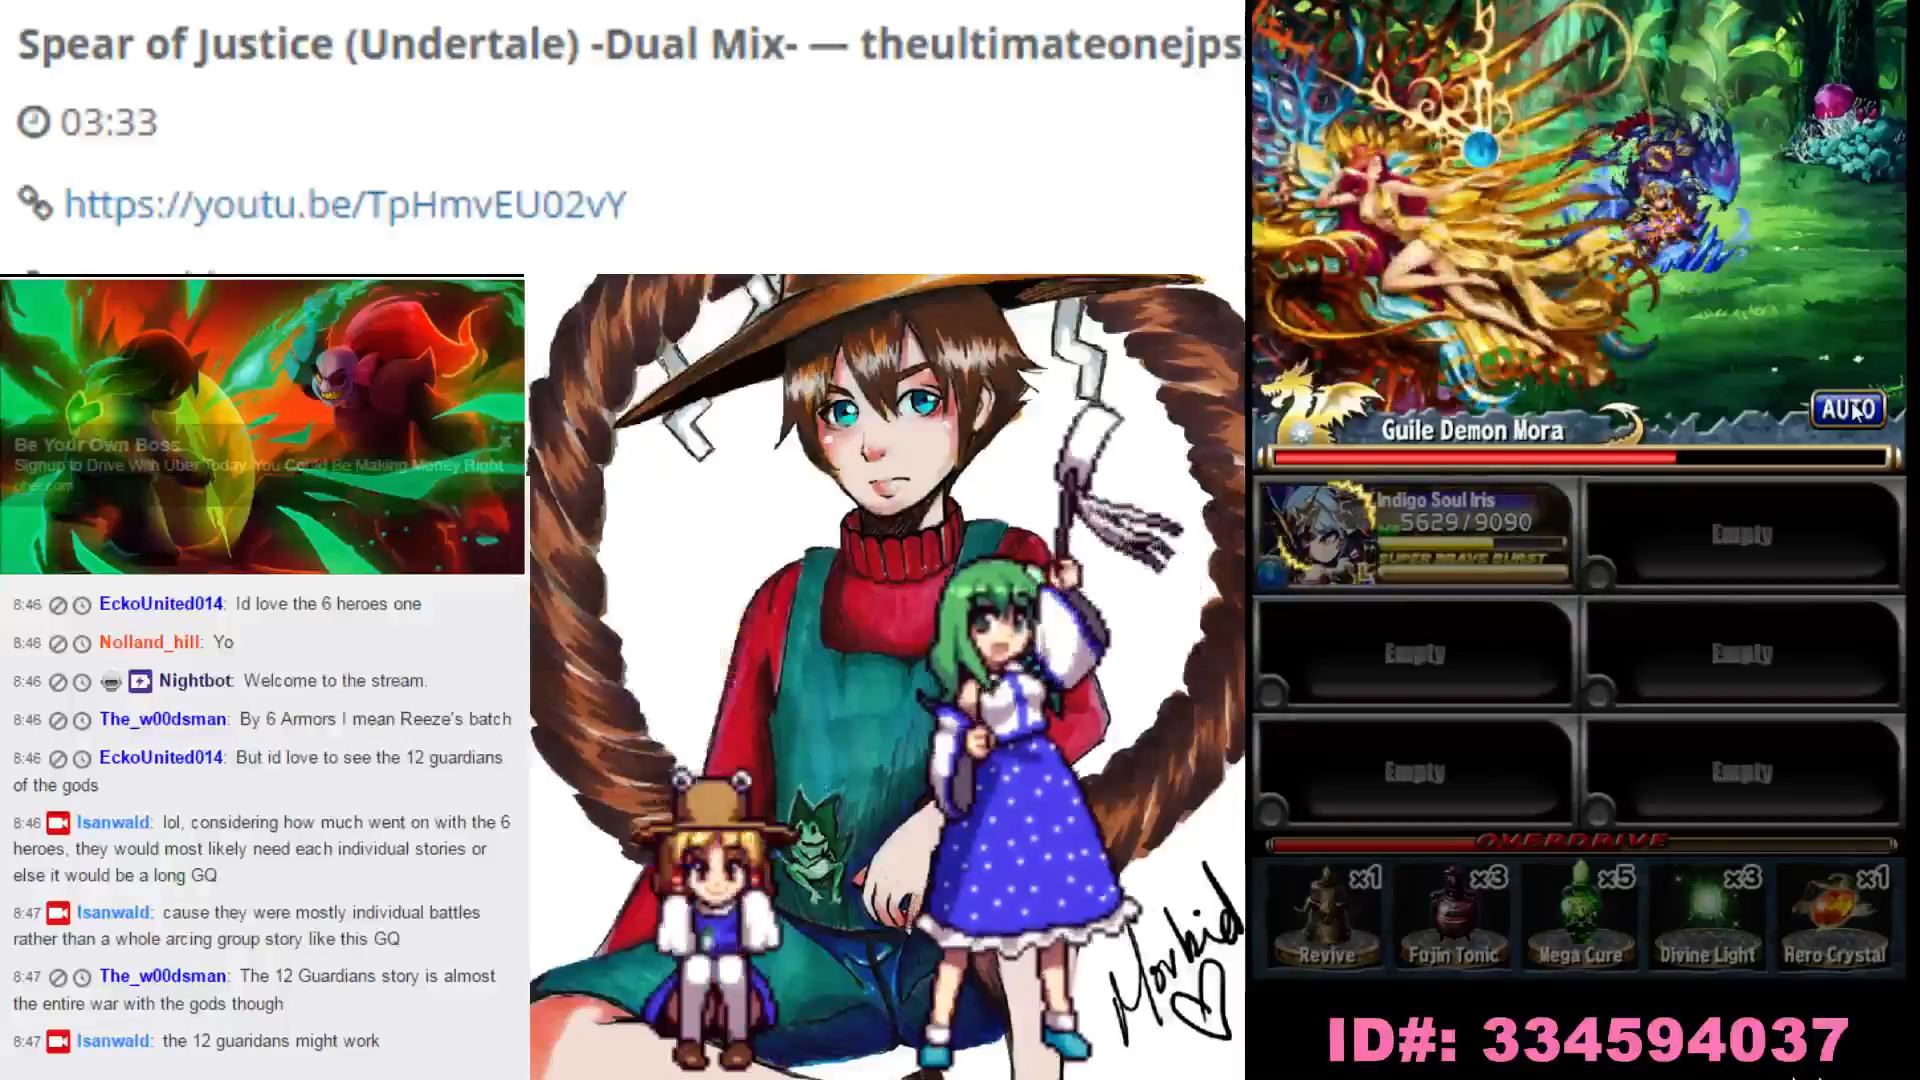 Spear of Justice (Undertale) -Dual Mix- — theultimateonejps
03:33
https://youtu.be/TpHmvEU02vY
Be Your Own Boss
Signup to Drive With Uber Today. You Could Be Making Money Right
uber.com
8:46 EckoUnited014: Id love the 6 heroes one
8:46 Nolland_hill: Yo
8:46 Nightbot: Welcome to the stream.
8:46 The_w00dsman: By 6 Armors I mean Reeze's batch
8:46 EckoUnited014: But id love to see the 12 guardians
of the gods
8:46 Isanwald: lol, considering how much went on with the 6
heroes, they would most likely need each individual stories or
else it would be a long GQ
8:47 Isanwald: cause they were mostly individual battles
rather than a whole arcing group story like this GQ
8:47 The_w00dsman: The 12 Guardians story is almost
the entire war with the gods though
8:47 Isanwald: the 12 guaridans might work
Morbid
AUTO
Guile Demon Mora
Indigo Soul Iris
5629/9090
SUPER BRAVE BURST
Empty
Empty
Empty
Empty
Empty
OVERDRIVE
x1 x3 x5 x3 x1
Revive Fujin Tonic Mega Cure Divine Light Hero Crystal
ID#: 334594037